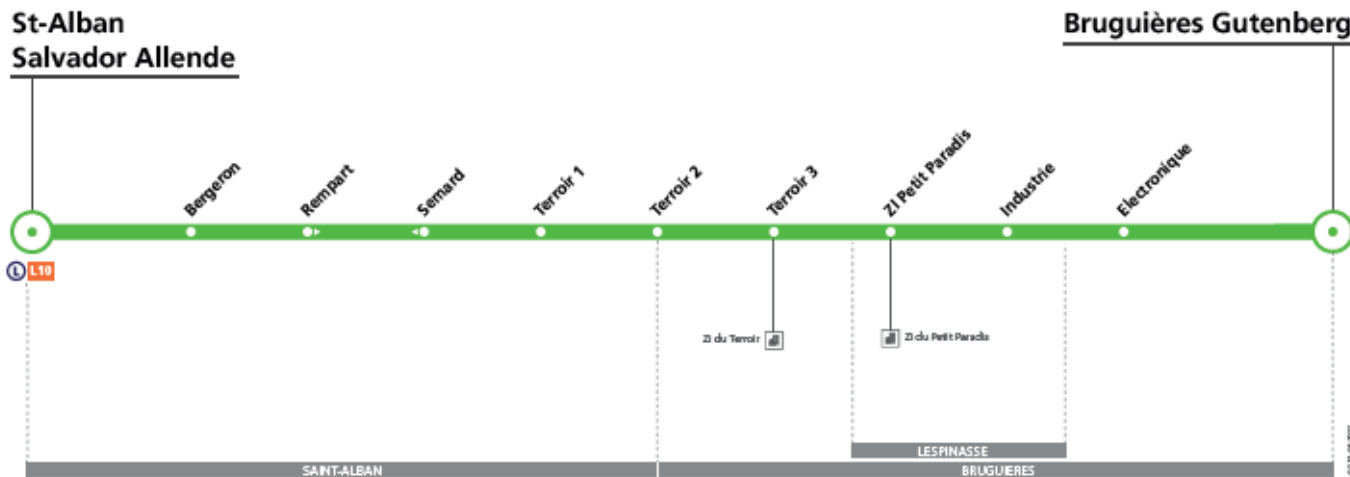 St-Alban
Salvador Allende
Bruguières Gutenberg
Bergeron
Rempart
Semard
Terroir 1
Terroir 2
Terroir 3
ZI Petit Paradis
Industrie
Electronique
L L10
ZI du Terroir
ZI du Petit Paradis
LESPINASSE
SAINT-ALBAN
BRUGUIERES